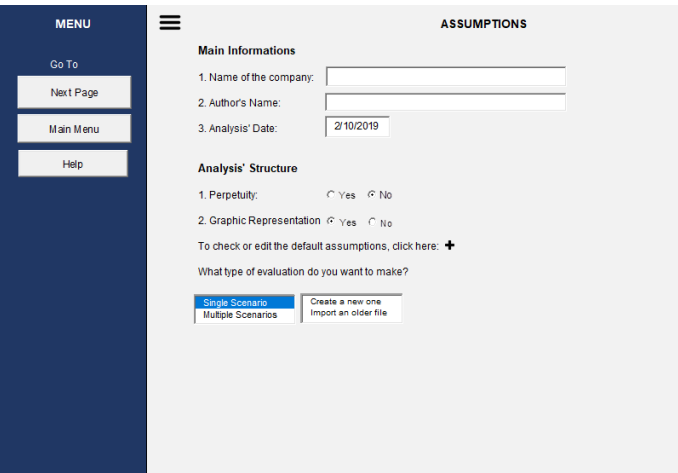 MENU
Go To
Next Page
Main Menu
Help
ASSUMPTIONS
Main Informations
1. Name of the company:
2. Author's Name:
3. Analysis' Date: 2/10/2019
Analysis' Structure
1. Perpetuity: Yes No
2. Graphic Representation Yes No
To check or edit the default assumptions, click here:
What type of evaluation do you want to make?
Single Scenario Create a new one
Multiple Scenarios Import an older file